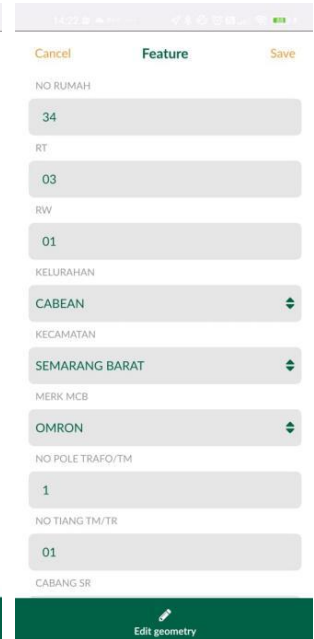 Cancel Feature Save
NO RUMAH
34
RT
03
RW
01
KELURAHAN
CABEAN
KECAMATAN
SEMARANG BARAT
MERK MCB
OMRON
NO POLE TRAFO/TM
1
NO TIANG TM/TR
01
CABANG SR
Edit geometry